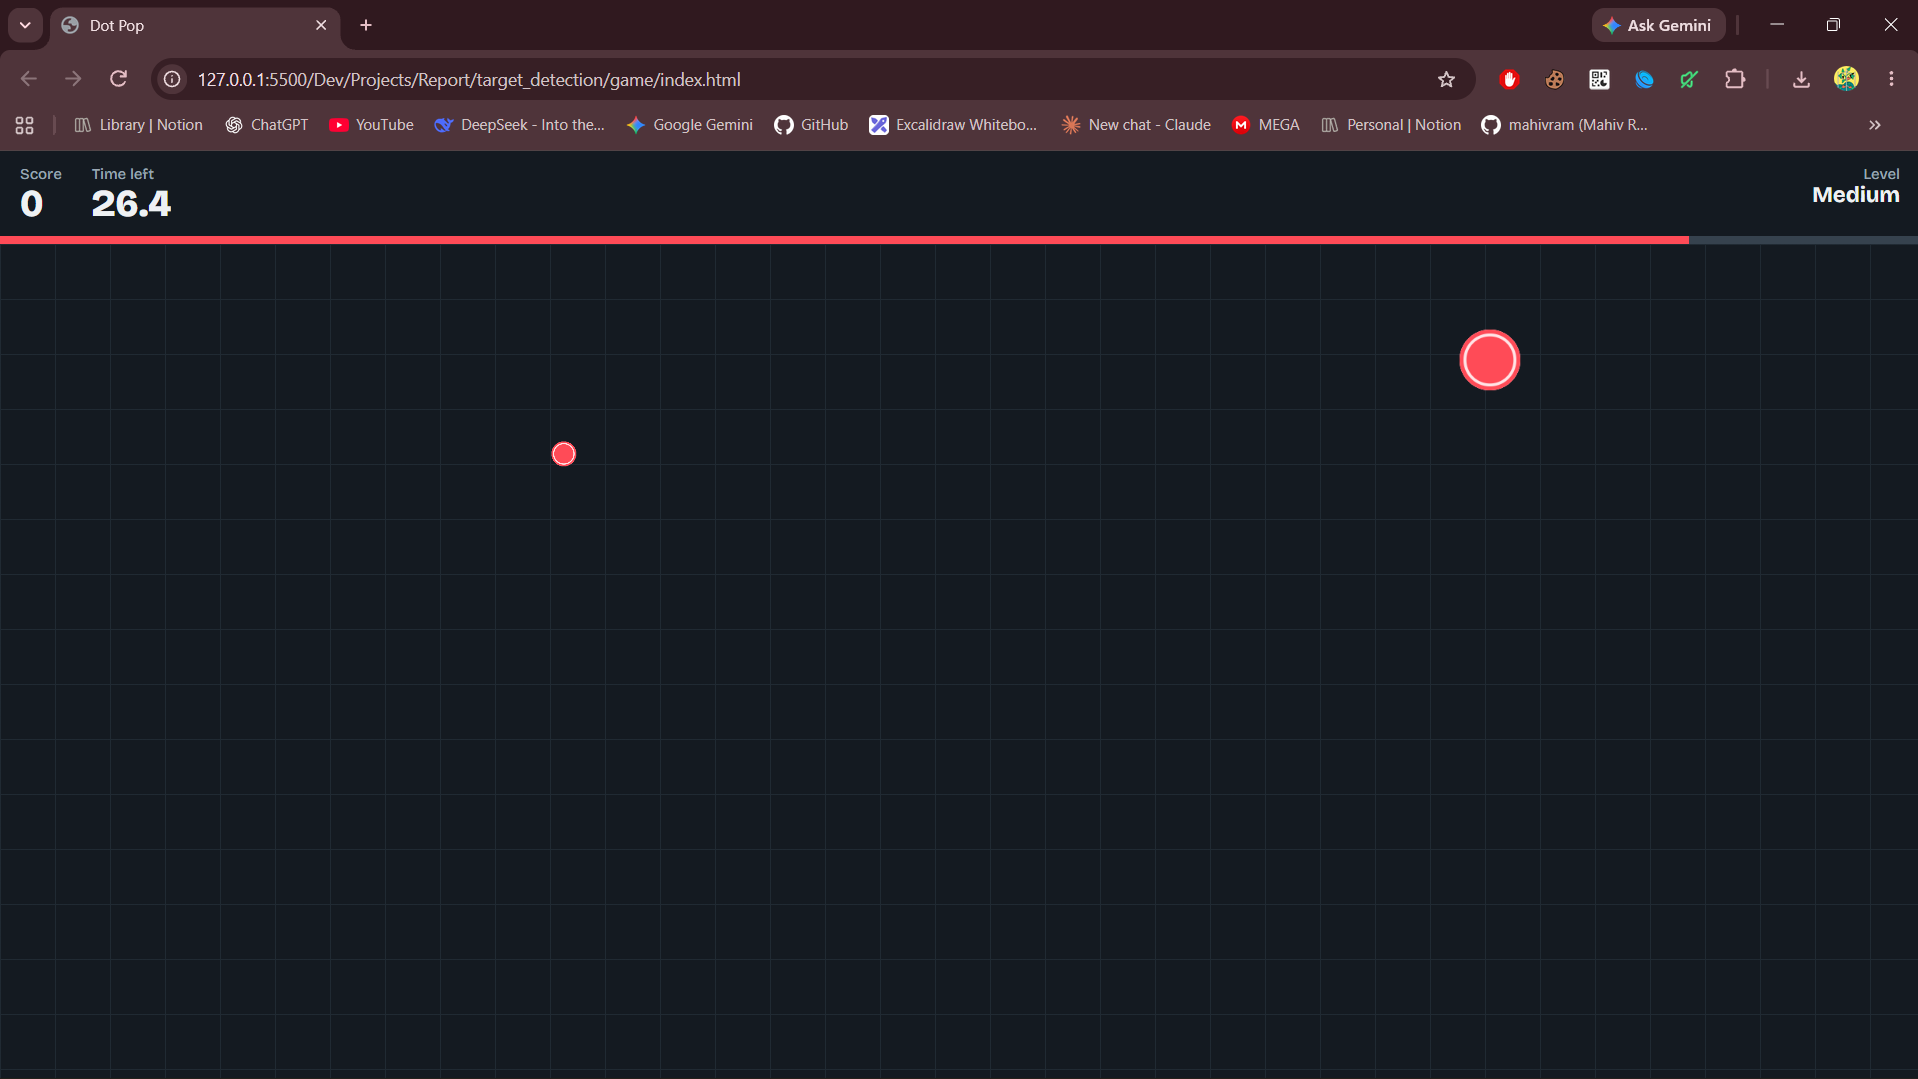 Dot Pop
Ask Gemini
127.0.0.1:5500/Dev/Projects/Report/target_detection/game/index.html
Library | Notion ChatGPT YouTube DeepSeek - Into the... Google Gemini GitHub Excalidraw Whitebo... New chat - Claude MEGA Personal | Notion mahivram (Mahiv R...
Score Time left Level
0 26.4 Medium